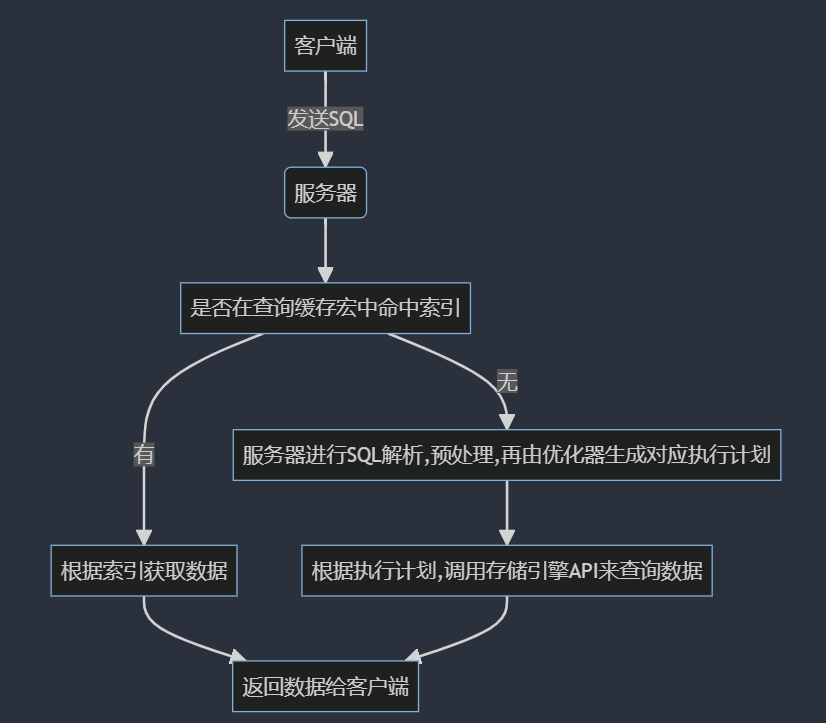 客户端
发送SQL
服务器
是否在查询缓存宏中命中索引
无
有
服务器进行SQL解析,预处理,再由优化器生成对应执行计划
根据索引获取数据
根据执行计划,调用存储引擎API来查询数据
返回数据给客户端